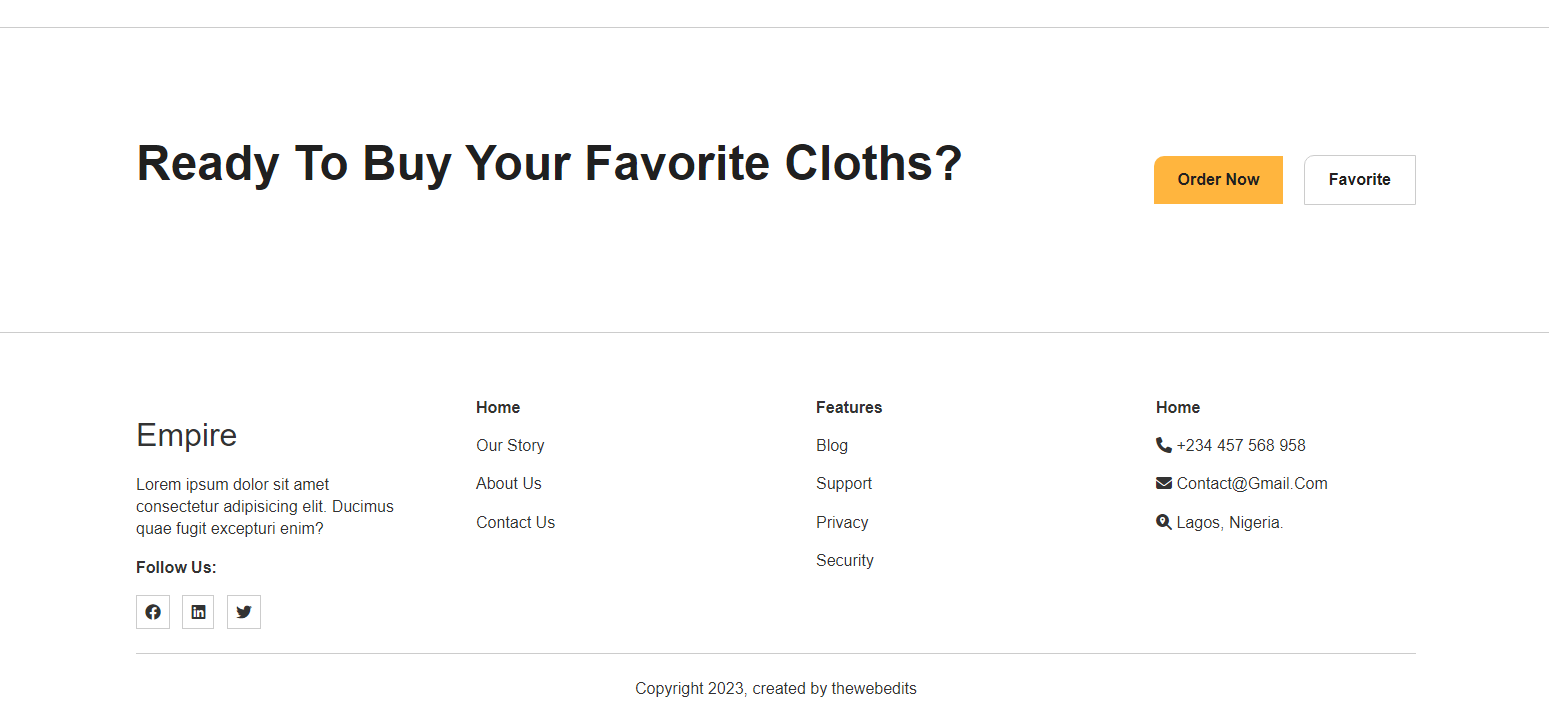 Ready To Buy Your Favorite Cloths?
Order Now
Favorite
Empire
Lorem ipsum dolor sit amet
consectetur adipisicing elit. Ducimus
quae fugit excepturi enim?
Follow Us:
Home
Our Story
About Us
Contact Us
Features
Blog
Support
Privacy
Security
Home
+234 457 568 958
Contact@Gmail.Com
Lagos, Nigeria.
Copyright 2023, created by thewebedits